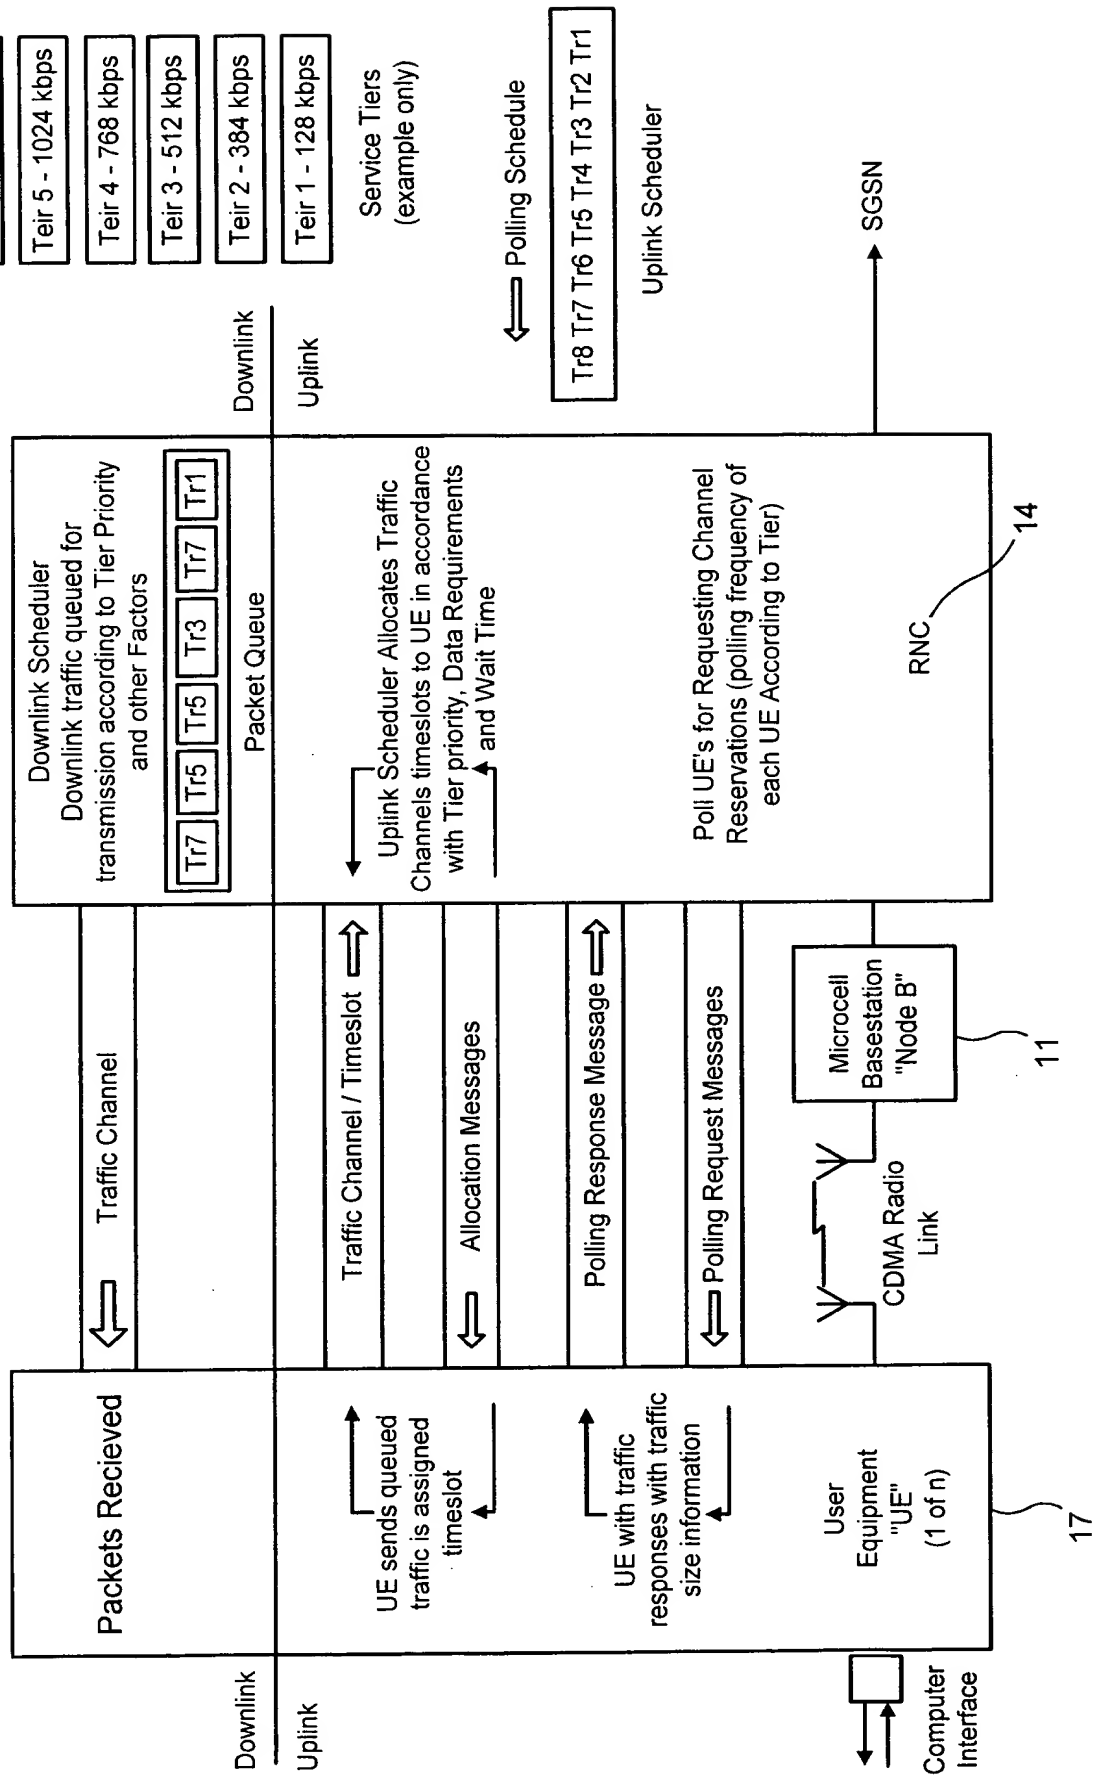 Teir 5 - 1024 kbps
Teir 4 - 768 kbps
Teir 3 - 512 kbps
Teir 2 - 384 kbps
Teir 1 - 128 kbps
Service Tiers
(example only)
Polling Schedule
Tr8 Tr7 Tr6 Tr5 Tr4 Tr3 Tr2 Tr1
Uplink Scheduler
SGSN
Downlink
Uplink
Downlink Scheduler
Downlink traffic queued for
transmission according to Tier Priority
and other Factors
Tr7 Tr5 Tr5 Tr3 Tr7 Tr1
Packet Queue
Uplink Scheduler Allocates Traffic
Channels timeslots to UE in accordance
with Tier priority, Data Requirements
and Wait Time
Poll UE's for Requesting Channel
Reservations (polling frequency of
each UE According to Tier)
RNC
14
Traffic Channel
Traffic Channel / Timeslot
Allocation Messages
Polling Response Message
Polling Request Messages
Microcell
Basestation
"Node B"
11
CDMA Radio
Link
Packets Recieved
UE sends queued
traffic is assigned
timeslot
UE with traffic
responses with traffic
size information
User
Equipment
"UE"
(1 of n)
17
Downlink
Uplink
Computer
Interface